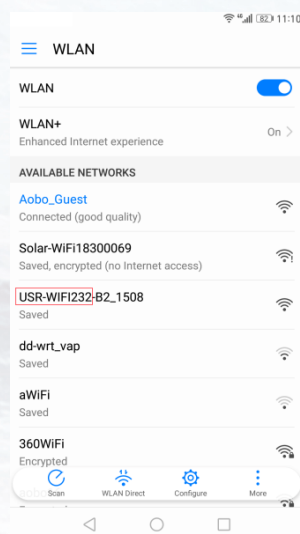 4G 82 11:10
WLAN
WLAN
WLAN+
Enhanced Internet experience
On
AVAILABLE NETWORKS
Aobo_Guest
Connected (good quality)
Solar-WiFi18300069
Saved, encrypted (no Internet access)
USR-WIFI232-B2_1508
Saved
dd-wrt_vap
Saved
aWiFi
Saved
360WiFi
Encrypted
Scan WLAN Direct Configure More